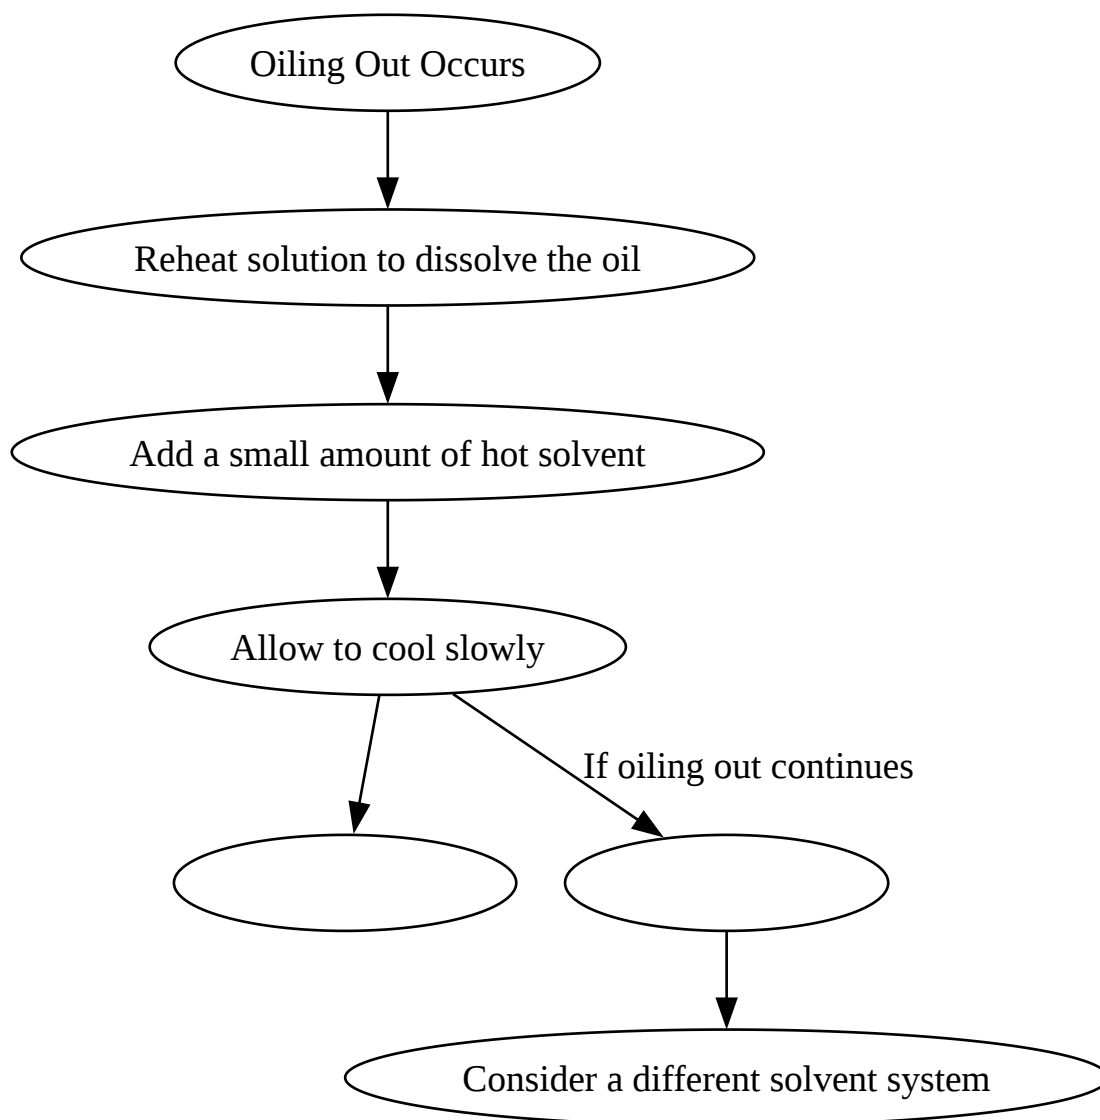 Oiling Out Occurs
Reheat solution to dissolve the oil
Add a small amount of hot solvent
Allow to cool slowly
If oiling out continues
Consider a different solvent system